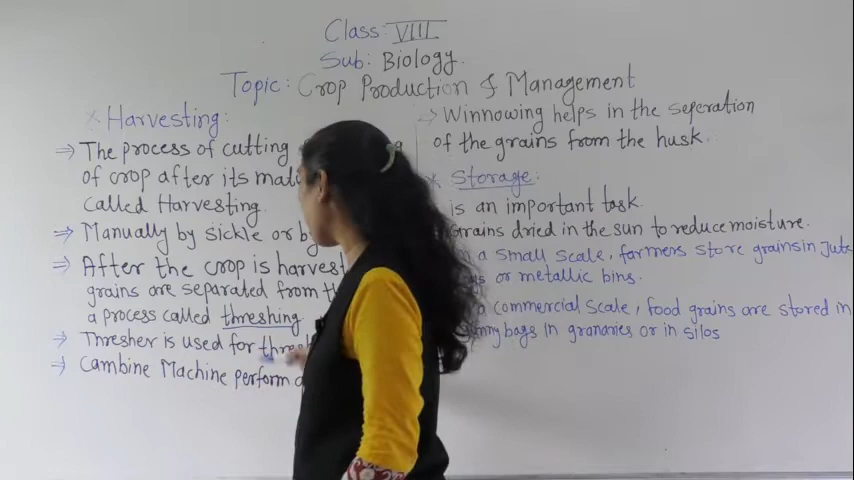 Class: VIII
Sub: Biology.
Topic: Crop Production & Management
* Harvesting:
⇒ The process of cutting
of crop after its
called Harvesting.
⇒ Manually by sickle or by
⇒ After the crop is
grains are separated from
a process called threshing
⇒ Thresher is used for
⇒ Cambine Machine perform
⇒ Winnowing helps in the seperation
of the grains from the husk.
* Storage:
is an important task.
Grains dried in the sun to reduce moisture.
a small scale, farmers store grains in Jute
or metallic bins.
a commercial scale, food grains are stored in
bags in granaries or in silos